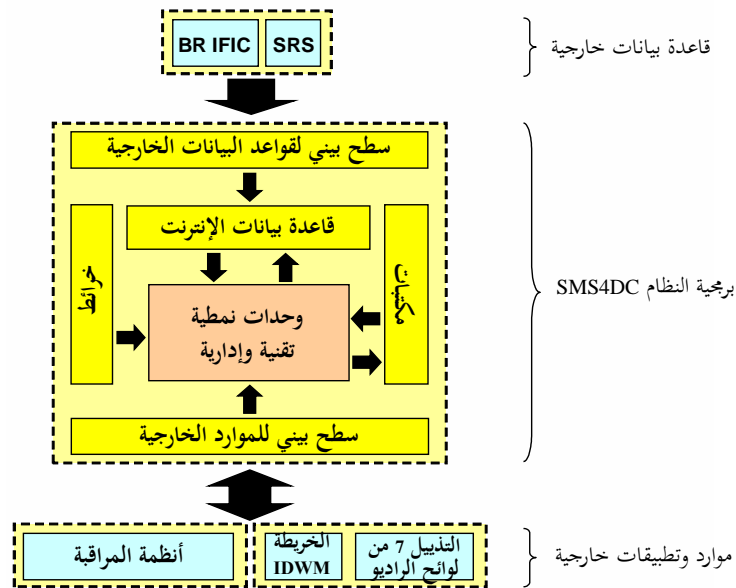 BR IFIC
SRS
قاعدة بيانات خارجية
سطح بيني لقواعد البيانات الخارجية
قاعدة بيانات الإنترنت
خرائط
مكتبات
وحدات نمطية
تقنية وإدارية
سطح بيني للموارد الخارجية
برمجية النظام SMS4DC
أنظمة المراقبة
الخريطة
IDWM
التذييل 7 من
لوائح الراديو
موارد وتطبيقات خارجية